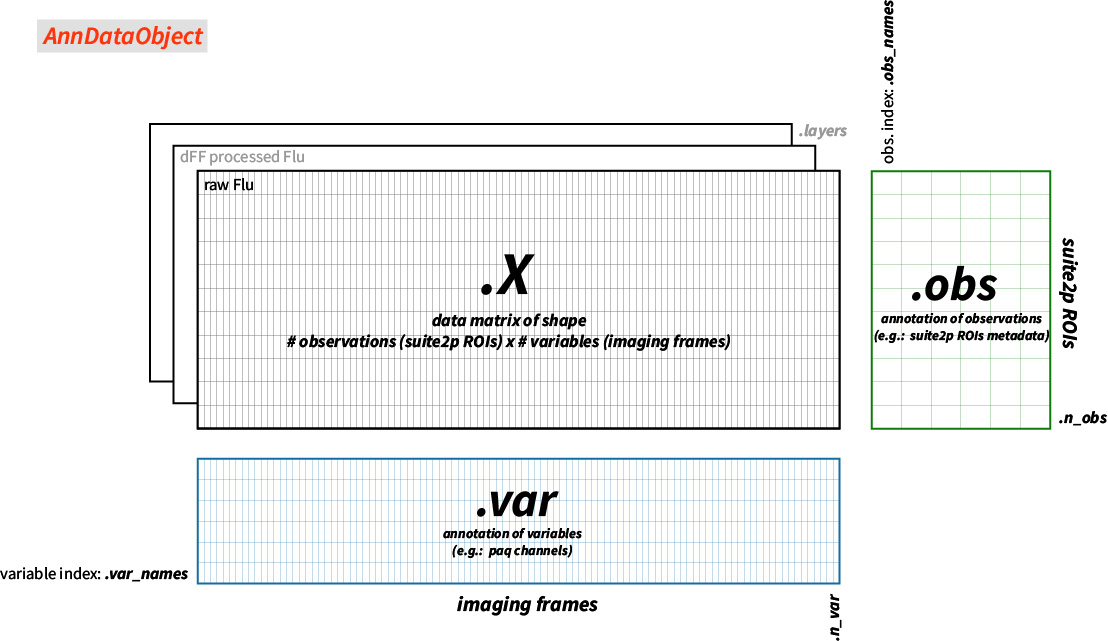 AnnDataObject
obs. index: .obs_names
.layers
dFF processed Flu
raw Flu
.X
data matrix of shape
# observations (suite2p ROIs) x # variables (imaging frames)
.obs
annotation of observations
(e.g.: suite2p ROIs metadata)
suite2p ROIs
.n_obs
.var
annotation of variables
(e.g.: paq channels)
variable index: .var_names
imaging frames
.n_var